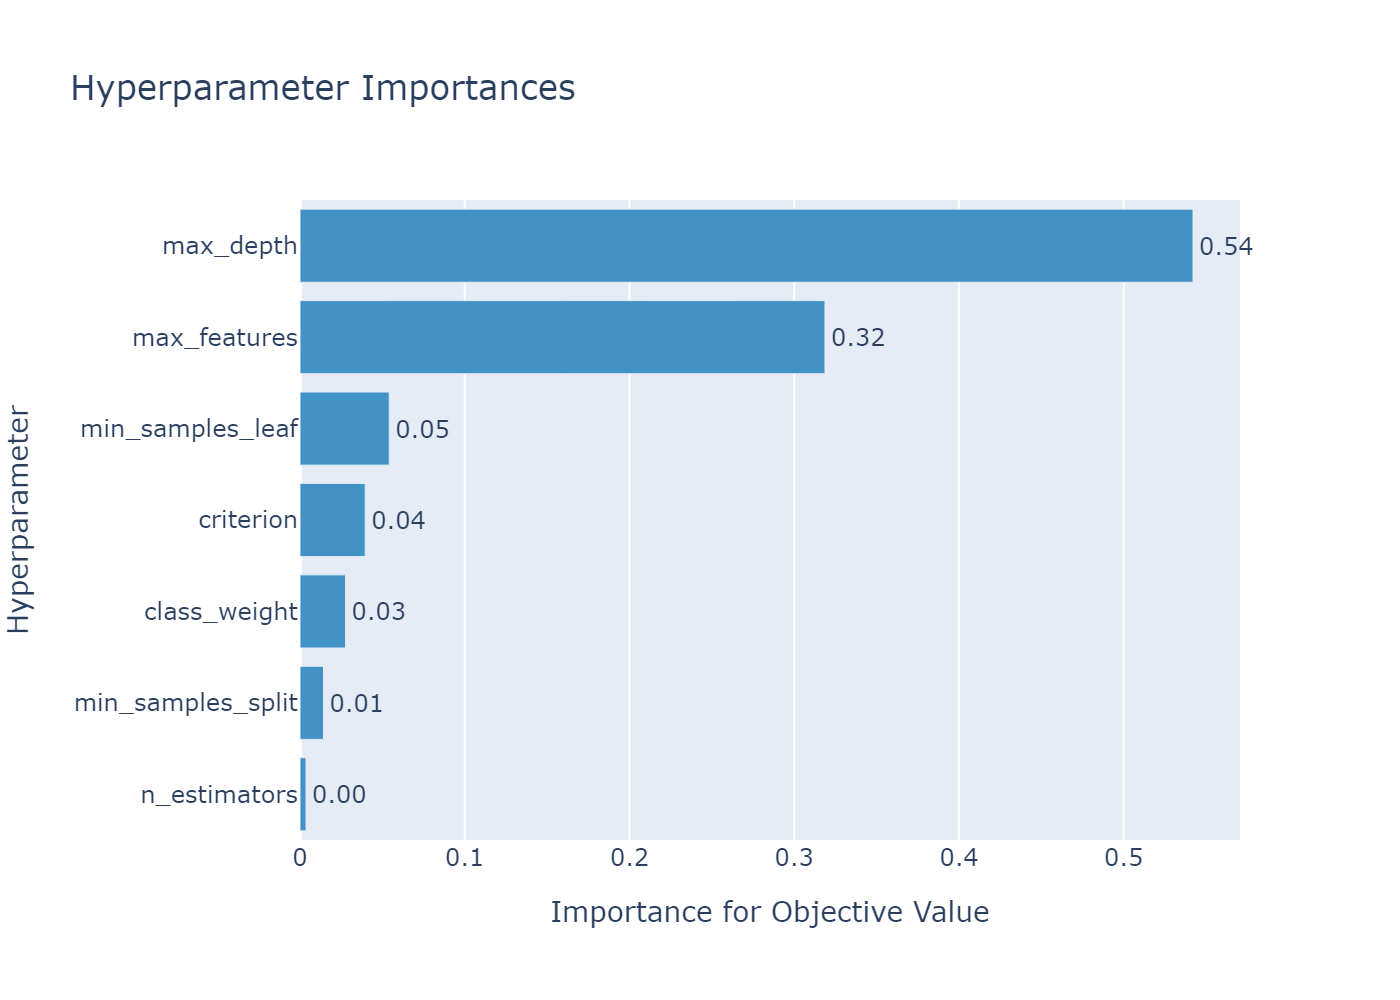 Hyperparameter Importances
Hyperparameter
max_depth 0.54
max_features 0.32
min_samples_leaf 0.05
criterion 0.04
class_weight 0.03
min_samples_split 0.01
n_estimators 0.00
0 0.1 0.2 0.3 0.4 0.5
Importance for Objective Value